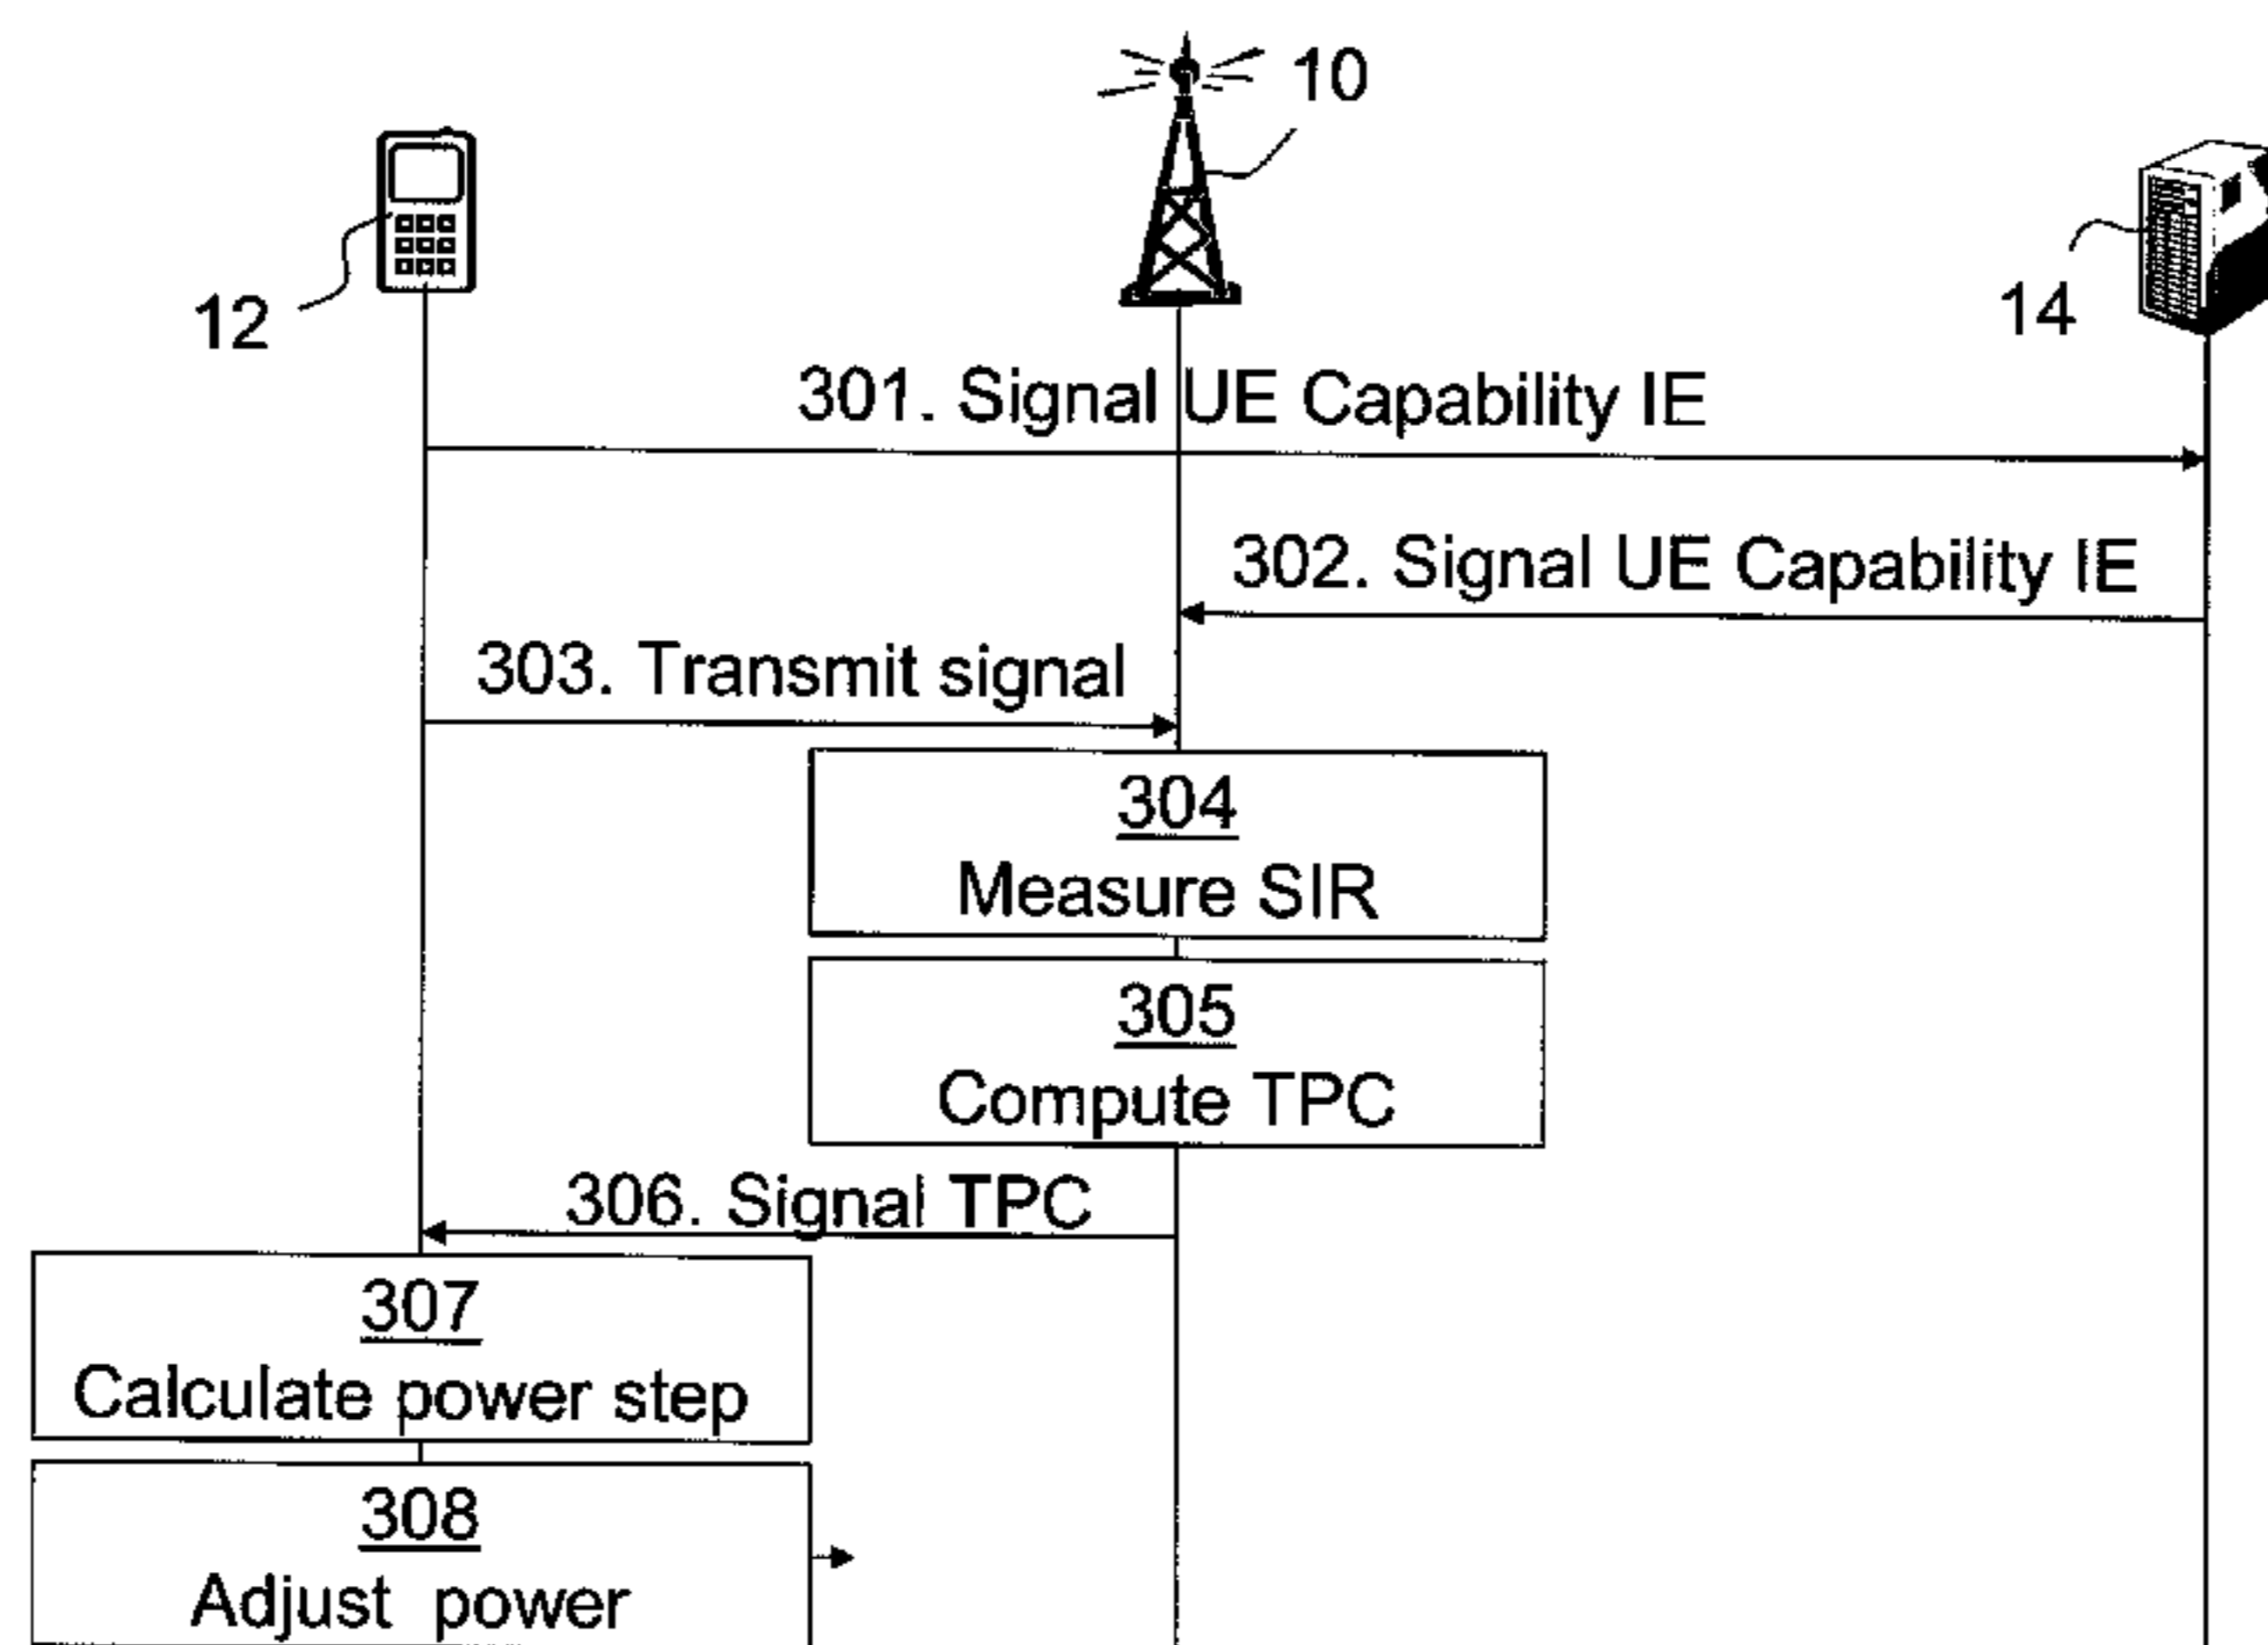 10
12
14
301. Signal UE Capability IE
302. Signal UE Capability IE
303. Transmit signal
304
Measure SIR
305
Compute TPC
306. Signal TPC
307
Calculate power step
308
Adjust power